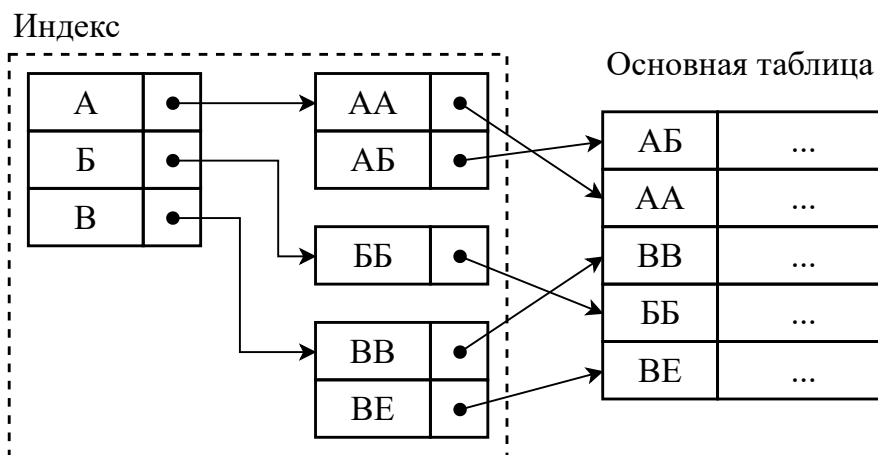 Индекс
Основная таблица
А
Б
В
АА
АБ
ББ
ВВ
ВЕ
АБ ...
АА ...
ВВ ...
ББ ...
ВЕ ...